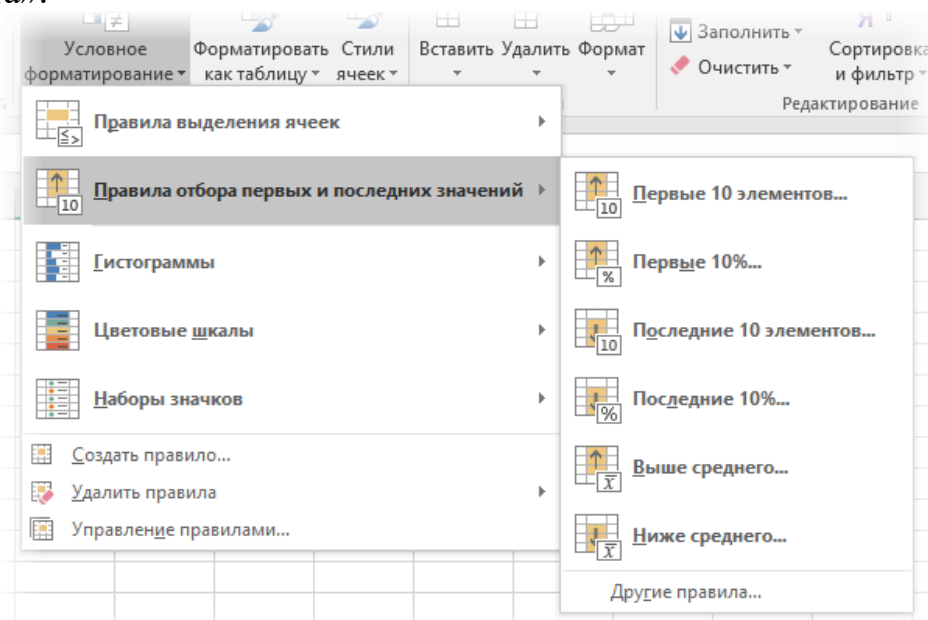 Условное форматирование
Форматировать как таблицу
Стили ячеек
Вставить Удалить Формат
Заполнить
Очистить
Сортировка и фильтр
Редактирование
Правила выделения ячеек
Правила отбора первых и последних значений
Гистограммы
Цветовые шкалы
Наборы значков
Создать правило...
Удалить правила
Управление правилами...
Первые 10 элементов...
Первые 10%...
Последние 10 элементов...
Последние 10%...
Выше среднего...
Ниже среднего...
Другие правила...